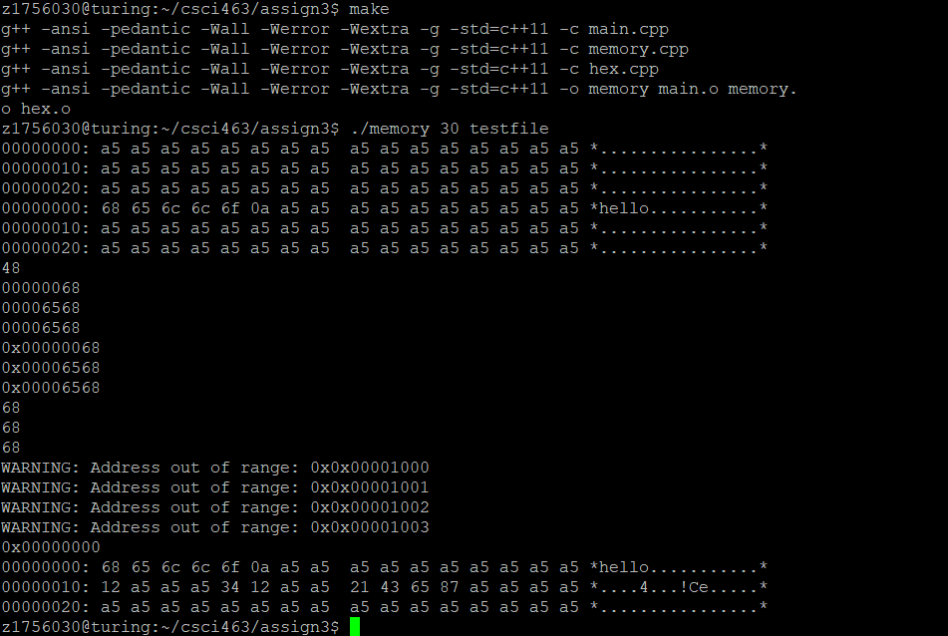 z1756030@turing:~/csci463/assign3$ make
g++ -ansi -pedantic -Wall -Werror -Wextra -g -std=c++11 -c main.cpp
g++ -ansi -pedantic -Wall -Werror -Wextra -g -std=c++11 -c memory.cpp
g++ -ansi -pedantic -Wall -Werror -Wextra -g -std=c++11 -c hex.cpp
g++ -ansi -pedantic -Wall -Werror -Wextra -g -std=c++11 -o memory main.o memory.
o hex.o
z1756030@turing:~/csci463/assign3$ ./memory 30 testfile
00000000: a5 a5 a5 a5 a5 a5 a5 a5  a5 a5 a5 a5 a5 a5 a5 a5 *................*
00000010: a5 a5 a5 a5 a5 a5 a5 a5  a5 a5 a5 a5 a5 a5 a5 a5 *................*
00000020: a5 a5 a5 a5 a5 a5 a5 a5  a5 a5 a5 a5 a5 a5 a5 a5 *................*
00000000: 68 65 6c 6c 6f 0a a5 a5  a5 a5 a5 a5 a5 a5 a5 a5 *hello...........*
00000010: a5 a5 a5 a5 a5 a5 a5 a5  a5 a5 a5 a5 a5 a5 a5 a5 *................*
00000020: a5 a5 a5 a5 a5 a5 a5 a5  a5 a5 a5 a5 a5 a5 a5 a5 *................*
48
00000068
00006568
00006568
0x00000068
0x00006568
0x00006568
68
68
68
WARNING: Address out of range: 0x0x00001000
WARNING: Address out of range: 0x0x00001001
WARNING: Address out of range: 0x0x00001002
WARNING: Address out of range: 0x0x00001003
0x00000000
00000000: 68 65 6c 6c 6f 0a a5 a5  a5 a5 a5 a5 a5 a5 a5 a5 *hello...........*
00000010: 12 a5 a5 a5 34 12 a5 a5  21 43 65 87 a5 a5 a5 a5 *....4...!Ce.....*
00000020: a5 a5 a5 a5 a5 a5 a5 a5  a5 a5 a5 a5 a5 a5 a5 a5 *................*
z1756030@turing:~/csci463/assign3$